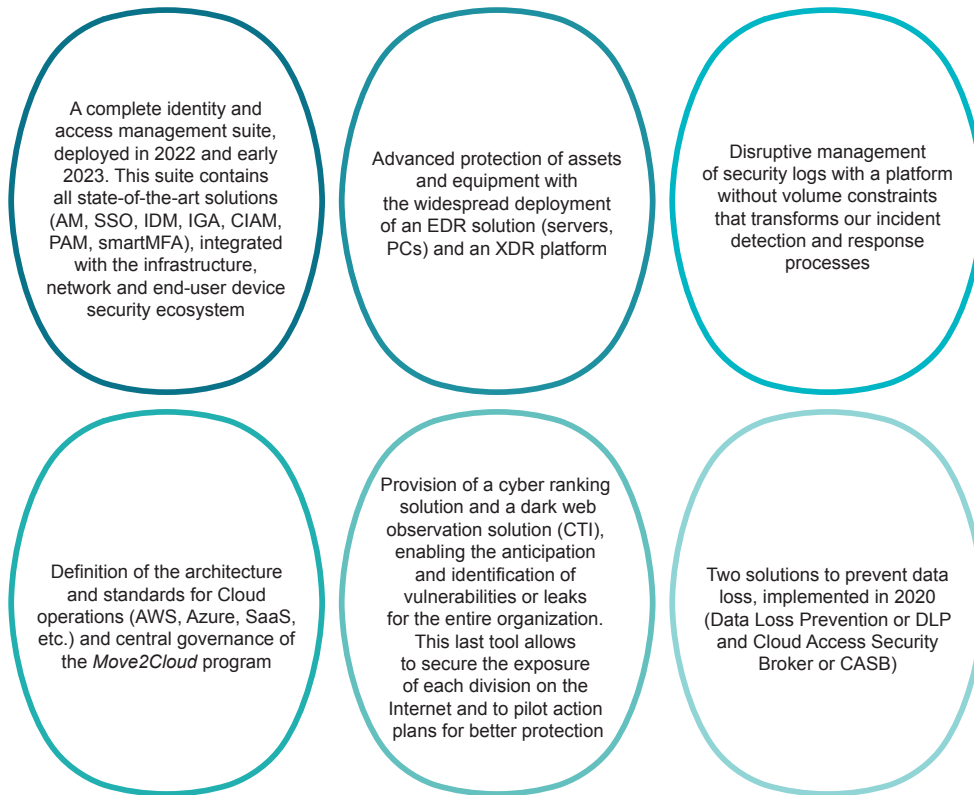 A complete identity and
access management suite,
deployed in 2022 and early
2023. This suite contains
all state-of-the-art solutions
(AM, SSO, IDM, IGA, CIAM,
PAM, smartMFA), integrated
with the infrastructure,
network and end-user device
security ecosystem
Advanced protection of assets
and equipment with
the widespread deployment
of an EDR solution (servers,
PCs) and an XDR platform
Disruptive management
of security logs with a platform
without volume constraints
that transforms our incident
detection and response
processes
Definition of the architecture
and standards for Cloud
operations (AWS, Azure, SaaS,
etc.) and central governance of
the Move2Cloud program
Provision of a cyber ranking
solution and a dark web
observation solution (CTI),
enabling the anticipation
and identification of
vulnerabilities or leaks
for the entire organization.
This last tool allows
to secure the exposure
of each division on the
Internet and to pilot action
plans for better protection
Two solutions to prevent data
loss, implemented in 2020
(Data Loss Prevention or DLP
and Cloud Access Security
Broker or CASB)